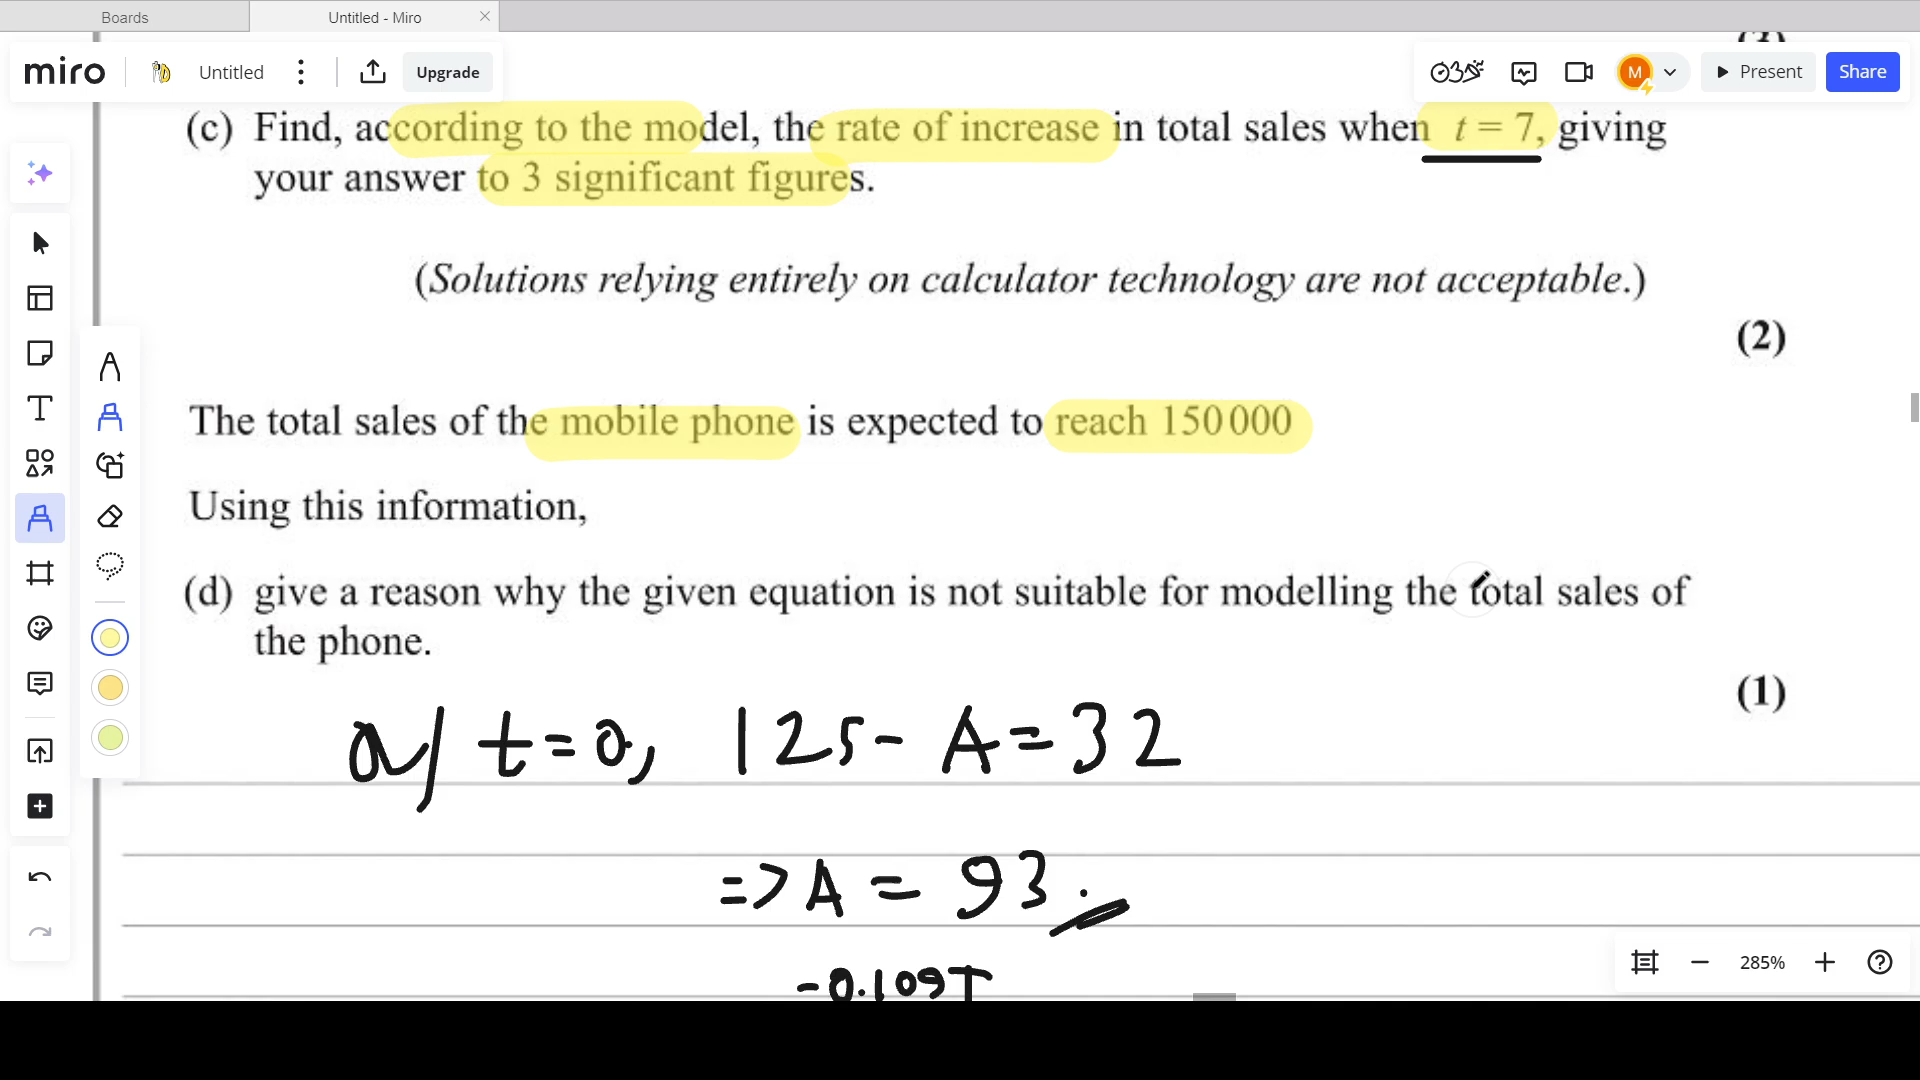 Boards
Untitled - Miro
miro
Untitled
Upgrade
M
Present
Share
(c) Find, according to the model, the rate of increase in total sales when t = 7, giving
your answer to 3 significant figures.
(Solutions relying entirely on calculator technology are not acceptable.)
(2)
The total sales of the mobile phone is expected to reach 150 000
Using this information,
(d) give a reason why the given equation is not suitable for modelling the total sales of
the phone.
(1)
a/ t=0, 125- A=32
=> A = 93.
-0.109T
285%